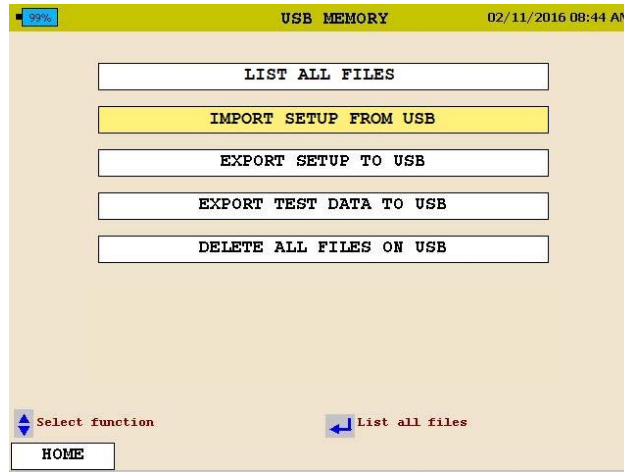 99% USB MEMORY 02/11/2016 08:44 AM
LIST ALL FILES
IMPORT SETUP FROM USB
EXPORT SETUP TO USB
EXPORT TEST DATA TO USB
DELETE ALL FILES ON USB
Select function List all files
HOME